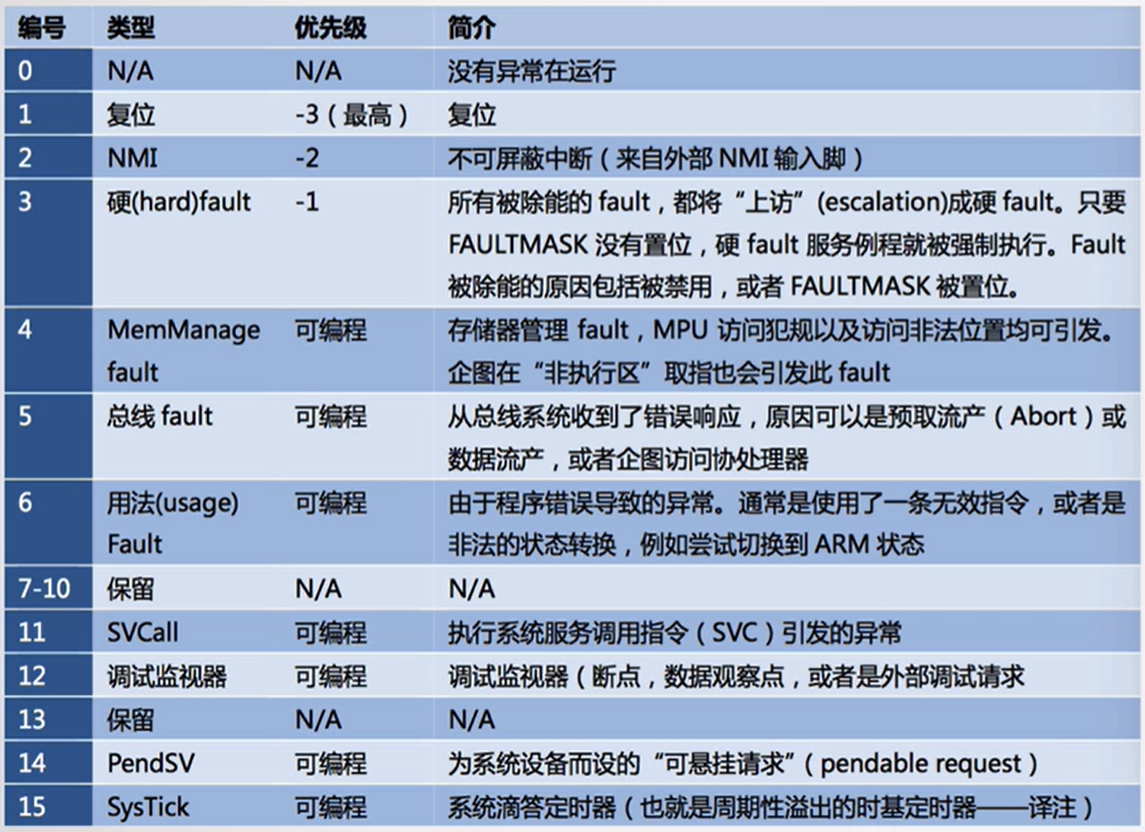 编号 类型 优先级 简介
0 N/A N/A 没有异常在运行
1 复位 -3（最高） 复位
2 NMI -2 不可屏蔽中断（来自外部 NMI 输入脚）
3 硬(hard)fault -1 所有被除能的 fault，都将“上访”(escalation)成硬 fault。只要
FAULTMASK 没有置位，硬 fault 服务例程就被强制执行。Fault
被除能的原因包括被禁用，或者 FAULTMASK 被置位。
4 MemManage 可编程 存储器管理 fault，MPU 访问犯规以及访问非法位置均可引发。
fault 企图在“非执行区”取指也会引发此 fault
5 总线 fault 可编程 从总线系统收到了错误响应，原因可以是预取流产（Abort）或
数据流产，或者企图访问协处理器
6 用法(usage) 可编程 由于程序错误导致的异常。通常是使用了一条无效指令，或者是
Fault 非法的状态转换，例如尝试切换到 ARM 状态
7-10 保留 N/A N/A
11 SVCall 可编程 执行系统服务调用指令（SVC）引发的异常
12 调试监视器 可编程 调试监视器（断点，数据观察点，或者是外部调试请求
13 保留 N/A N/A
14 PendSV 可编程 为系统设备而设的“可悬挂请求”（pendable request）
15 SysTick 可编程 系统滴答定时器（也就是周期性溢出的时基定时器——译注）